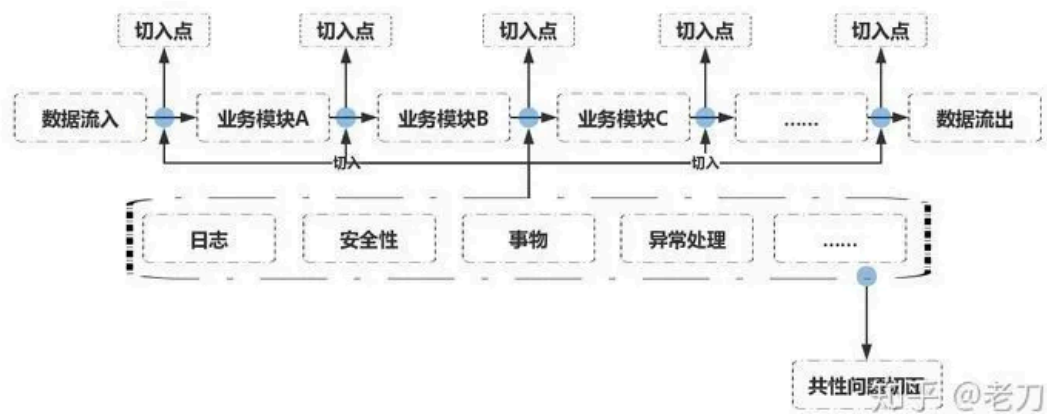 切入点 切入点 切入点 切入点 切入点
数据流入 业务模块A 业务模块B 业务模块C …… 数据流出
切入 切入
日志 安全性 事物 异常处理 ……
共性问题切面
知乎 @老刀